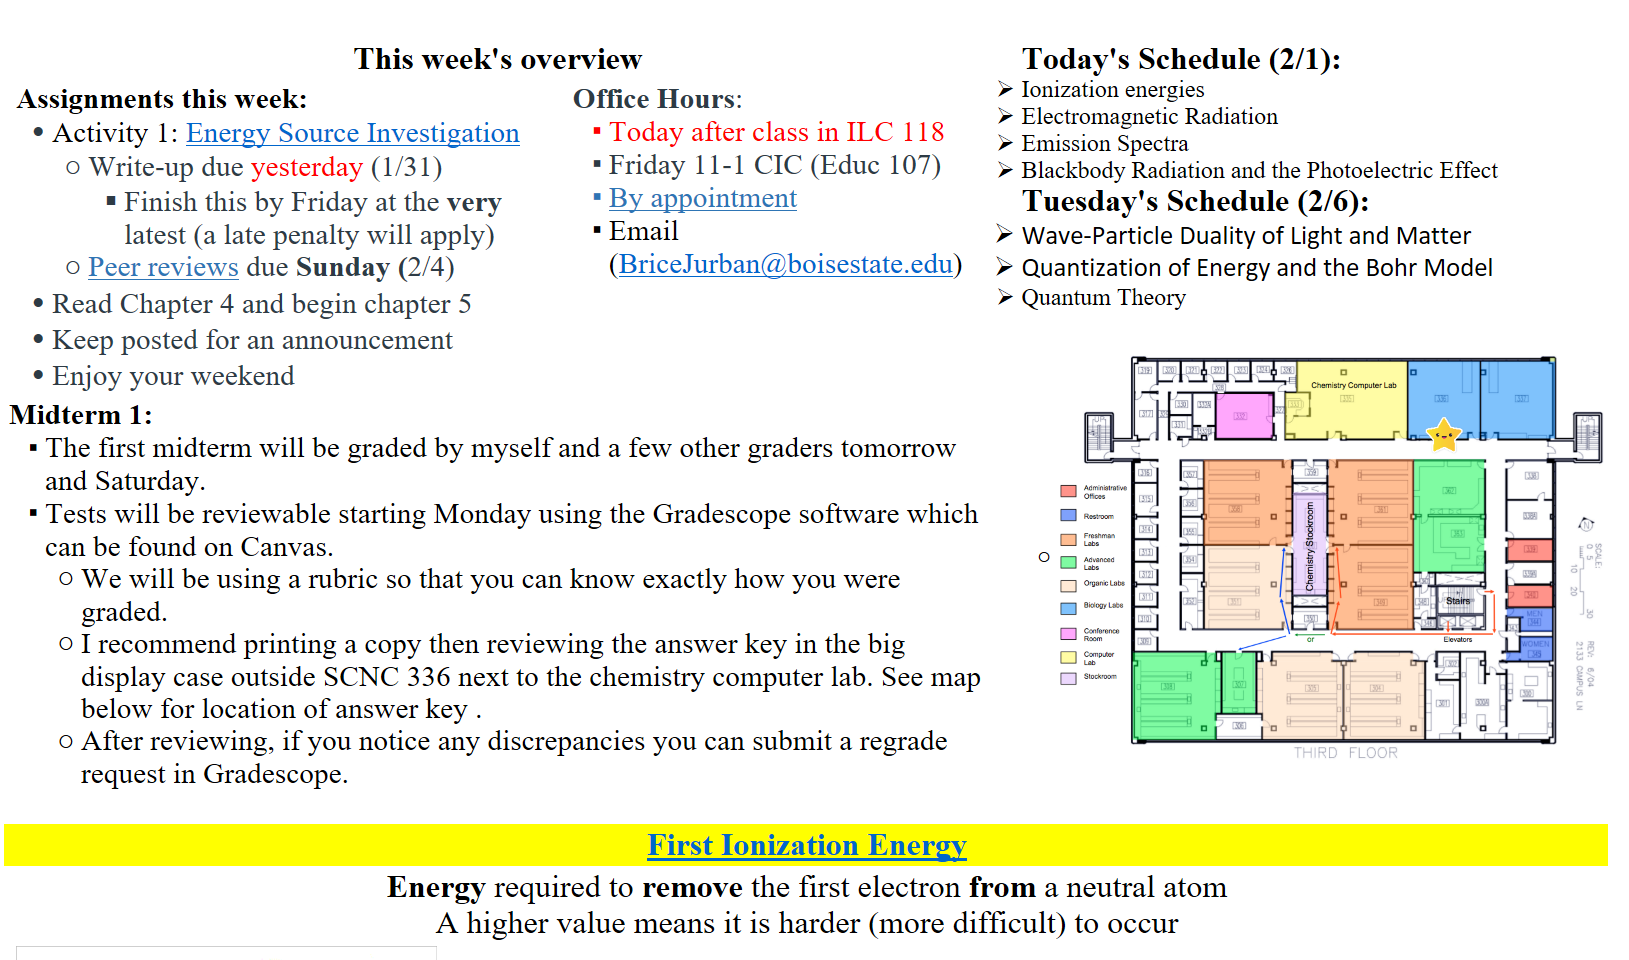 This week's overview
Assignments this week:
• Activity 1: Energy Source Investigation
○ Write-up due yesterday (1/31)
▪ Finish this by Friday at the very
latest (a late penalty will apply)
○ Peer reviews due Sunday (2/4)
• Read Chapter 4 and begin chapter 5
• Keep posted for an announcement
• Enjoy your weekend
Office Hours:
▪ Today after class in ILC 118
▪ Friday 11-1 CIC (Educ 107)
▪ By appointment
▪ Email
(BriceJurban@boisestate.edu)
Today's Schedule (2/1):
➢ Ionization energies
➢ Electromagnetic Radiation
➢ Emission Spectra
➢ Blackbody Radiation and the Photoelectric Effect
Tuesday's Schedule (2/6):
➢ Wave-Particle Duality of Light and Matter
➢ Quantization of Energy and the Bohr Model
➢ Quantum Theory
Midterm 1:
▪ The first midterm will be graded by myself and a few other graders tomorrow
and Saturday.
▪ Tests will be reviewable starting Monday using the Gradescope software which
can be found on Canvas.
○ We will be using a rubric so that you can know exactly how you were
graded.
○ I recommend printing a copy then reviewing the answer key in the big
display case outside SCNC 336 next to the chemistry computer lab. See map
below for location of answer key .
○ After reviewing, if you notice any discrepancies you can submit a regrade
request in Gradescope.
Chemistry Computer Lab
Chemistry Stockroom
Stairs
Elevators
or
MEN
WOMEN
Administrative
Offices
Restroom
Freshman
Labs
Advanced
Labs
Organic Labs
Biology Labs
Conference
Room
Computer
Lab
Stockroom
N
SCALE:
0 5 10 20 30
REV: 6/04
2133 CAMPUS LN
THIRD FLOOR
First Ionization Energy
Energy required to remove the first electron from a neutral atom
A higher value means it is harder (more difficult) to occur